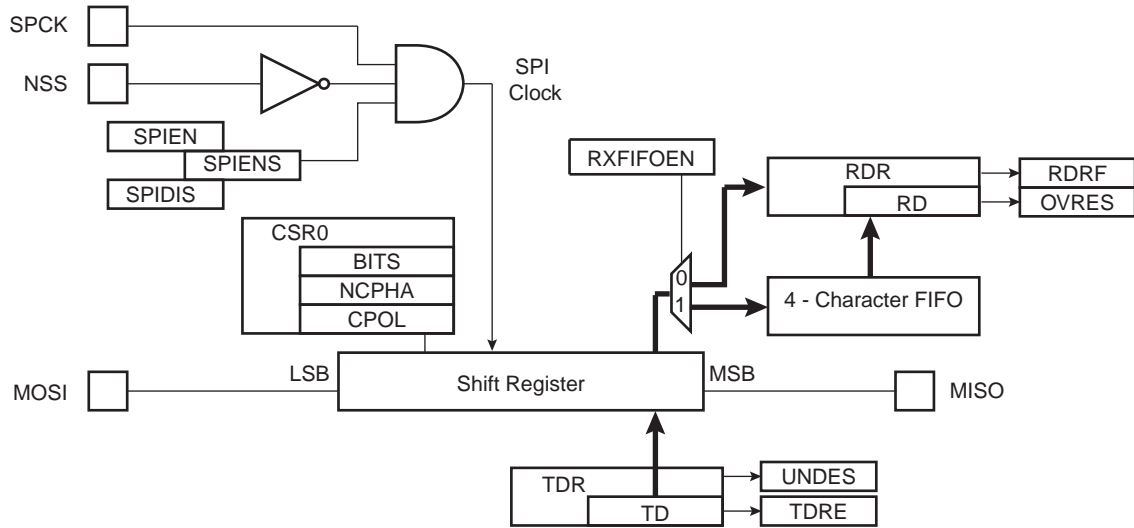 SPCK
NSS
SPI
Clock
SPIEN
SPIENS
SPIDIS
RXFIFOEN
RDR
RD
RDRF
OVRES
CSR0
BITS
NCPHA
CPOL
0
1
4 - Character FIFO
LSB
Shift Register
MSB
MOSI
MISO
TDR
TD
UNDES
TDRE